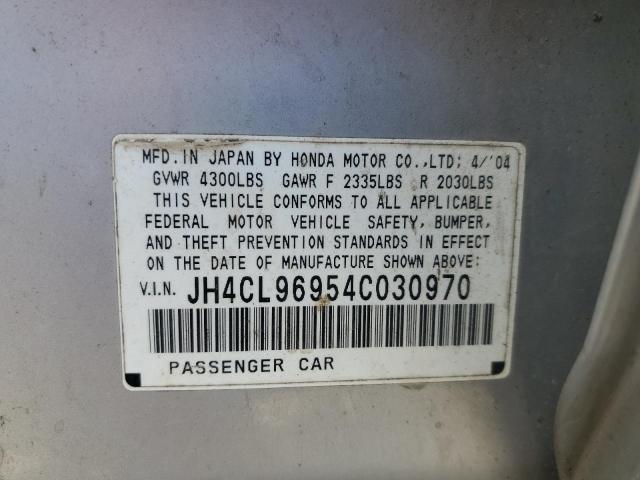 MFD. IN JAPAN BY HONDA MOTOR CO.,LTD; 4/'04
GVWR 4300LBS GAWR F 2335LBS R 2030LBS
THIS VEHICLE CONFORMS TO ALL APPLICABLE
FEDERAL MOTOR VEHICLE SAFETY, BUMPER,
AND THEFT PREVENTION STANDARDS IN EFFECT
ON THE DATE OF MANUFACTURE SHOWN ABOVE:
V.I.N. JH4CL96954C030970
PASSENGER CAR